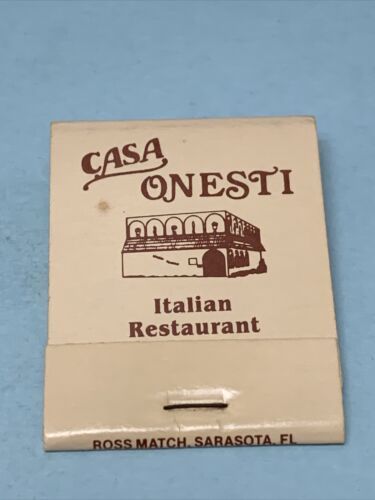 CASA
ONESTI
Italian
Restaurant
ROSS MATCH, SARASOTA, FL